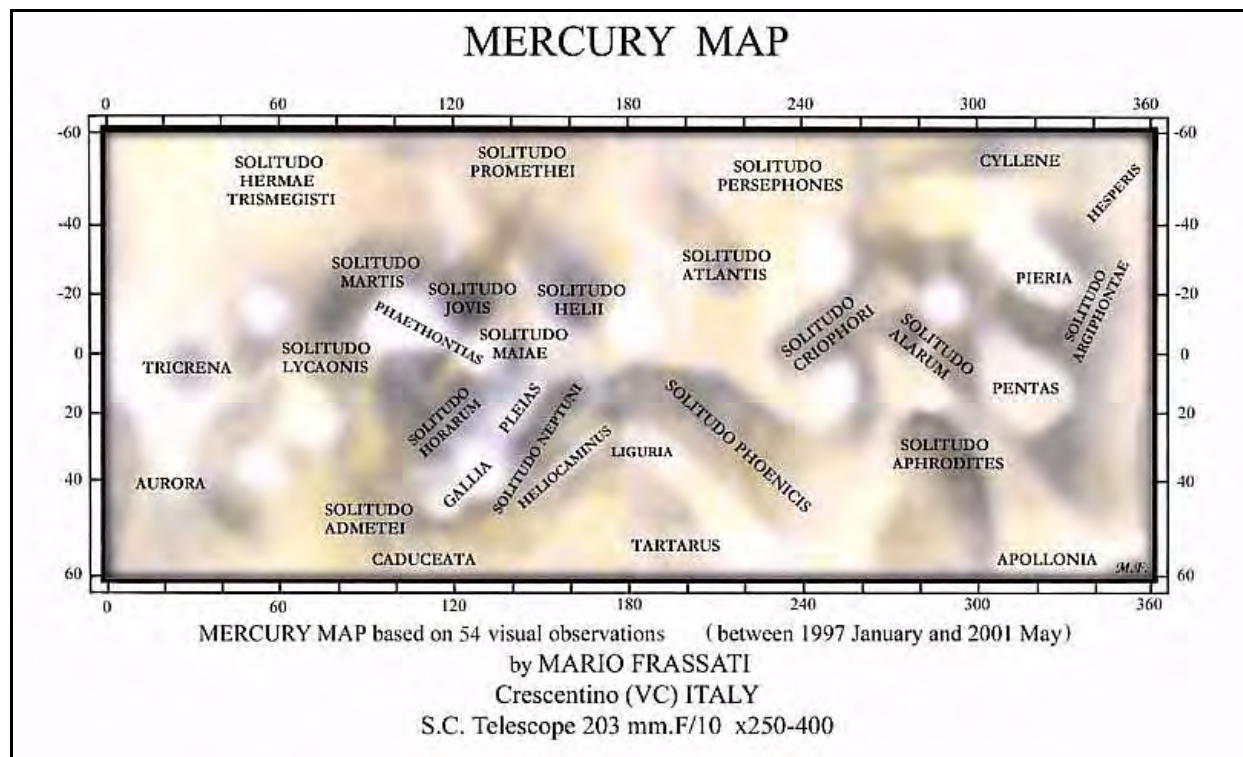 MERCURY MAP
0 60 120 180 240 300 360
-60 -60
-40 -40
-20 -20
0 0
20 20
40 40
60 60
SOLITUDO
HERMAE
TRISMEGISTI
SOLITUDO
PROMETHEI
SOLITUDO
PERSEPHONES
CYLLENE
HESPERIS
SOLITUDO
MARTIS
SOLITUDO
JOVIS
SOLITUDO
HELII
SOLITUDO
ATLANTIS
PIERIA
SOLITUDO
ARGIPHONTAE
PHAETHONTIAS
SOLITUDO
MAIAE
SOLITUDO
CRIOPHORI
SOLITUDO
ALARUM
TRICRENA
SOLITUDO
LYCAONIS
PENTAS
SOLITUDO
HORARUM
PLEIAS
SOLITUDO NEPTUNI
HELIOCAMINUS
LIGURIA
SOLITUDO PHOENICIS
SOLITUDO
APHRODITES
AURORA
GALLIA
SOLITUDO
ADMETEI
CADUCEATA
TARTARUS
APOLLONIA
M.F.
0 60 120 180 240 300 360
MERCURY MAP based on 54 visual observations (between 1997 January and 2001 May)
by MARIO FRASSATI
Crescentino (VC) ITALY
S.C. Telescope 203 mm.F/10 x250-400